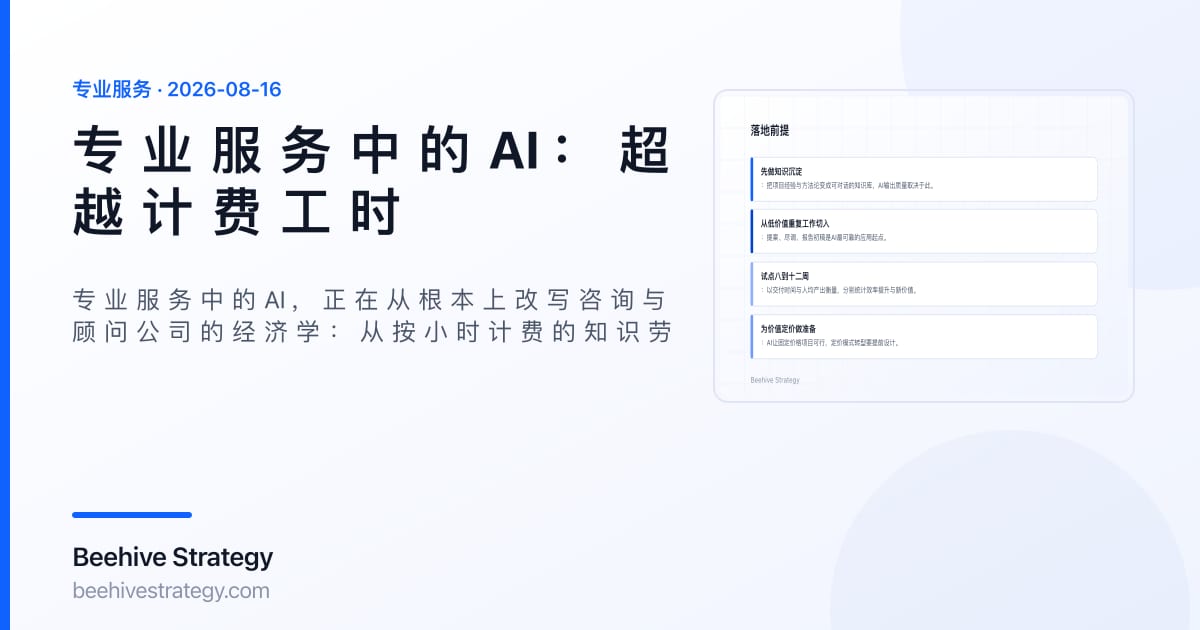 专业服务 · 2026-08-16
专业服务中的AI：超
越计费工时
专业服务中的AI，正在从根本上改写咨询与
顾问公司的经济学：从按小时计费的知识劳
Beehive Strategy
beehivestrategy.com
落地前提
先做知识沉淀
：把项目经验与方法论变成可对话的知识库，AI输出质量取决于此。
从低价值重复工作切入
：提案、尽调、报告初稿是AI最可靠的应用起点。
试点八到十二周
：以交付时间与人均产出衡量，分别统计效率提升与新价值。
为价值定价做准备
：AI让固定价格项目可行，定价模式转型要提前设计。
Beehive Strategy